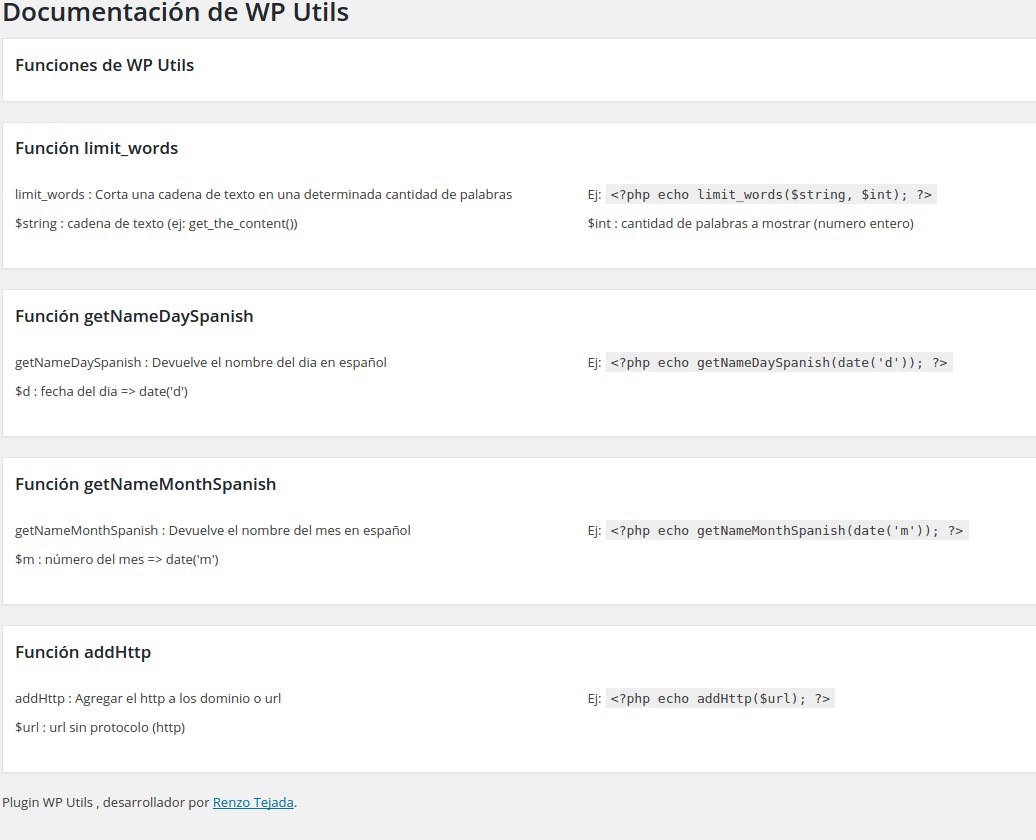 Documentación de WP Utils
Funciones de WP Utils
Función limit_words
limit_words : Corta una cadena de texto en una determinada cantidad de palabras
Ej: <?php echo limit_words($string, $int); ?>
$string : cadena de texto (ej: get_the_content())
$int : cantidad de palabras a mostrar (numero entero)
Función getNameDaySpanish
getNameDaySpanish : Devuelve el nombre del dia en español
Ej: <?php echo getNameDaySpanish(date('d')); ?>
$d : fecha del dia => date('d')
Función getNameMonthSpanish
getNameMonthSpanish : Devuelve el nombre del mes en español
Ej: <?php echo getNameMonthSpanish(date('m')); ?>
$m : número del mes => date('m')
Función addHttp
addHttp : Agregar el http a los dominio o url
Ej: <?php echo addHttp($url); ?>
$url : url sin protocolo (http)
Plugin WP Utils , desarrollador por Renzo Tejada.